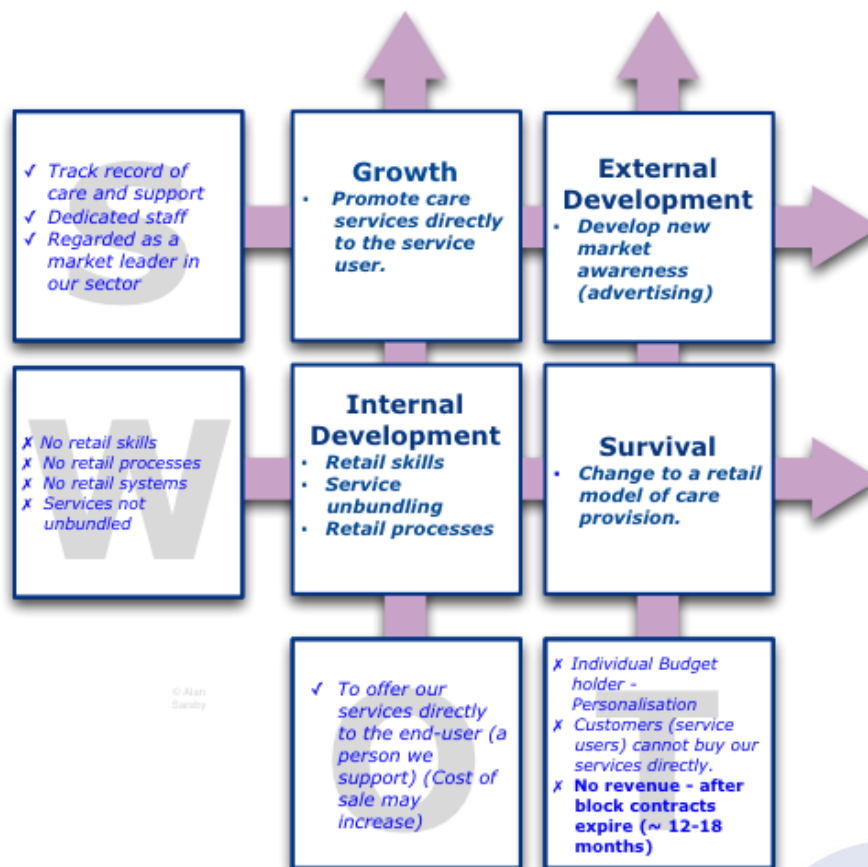 S
✓ Track record of
care and support
✓ Dedicated staff
✓ Regarded as a
market leader in
our sector
Growth
▪ Promote care
services directly
to the service
user.
External
Development
▪ Develop new
market
awareness
(advertising)
W
✗ No retail skills
✗ No retail processes
✗ No retail systems
✗ Services not
unbundled
Internal
Development
▪ Retail skills
▪ Service
unbundling
▪ Retail processes
Survival
▪ Change to a retail
model of care
provision.
© Alan
Sarsby
O
✓ To offer our
services directly
to the end-user (a
person we
support) (Cost of
sale may
increase)
T
✗ Individual Budget
holder -
Personalisation
✗ Customers (service
users) cannot buy our
services directly.
✗ No revenue - after
block contracts
expire (~ 12-18
months)